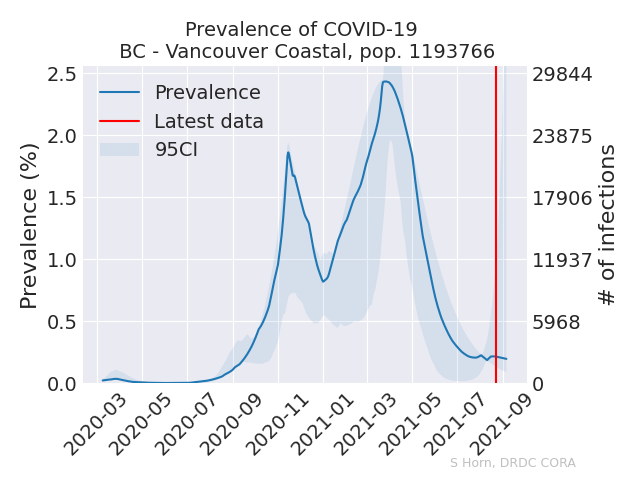 Prevalence of COVID-19
BC - Vancouver Coastal, pop. 1193766
Prevalence (%)
2.5
2.0
1.5
1.0
0.5
0.0
Prevalence
Latest data
95CI
29844
23875
17906
11937
5968
0
# of infections
2020-03
2020-05
2020-07
2020-09
2020-11
2021-01
2021-03
2021-05
2021-07
2021-09
S Horn, DRDC CORA